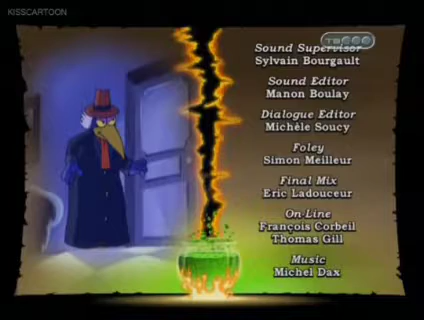 KISSCARTOON
Sound Supervisor
Sylvain Bourgault
Sound Editor
Manon Boulay
Dialogue Editor
Michèle Soucy
Foley
Simon Meilleur
Final Mix
Eric Ladouceur
On-Line
François Corbeil
Thomas Gill
Music
Michel Dax